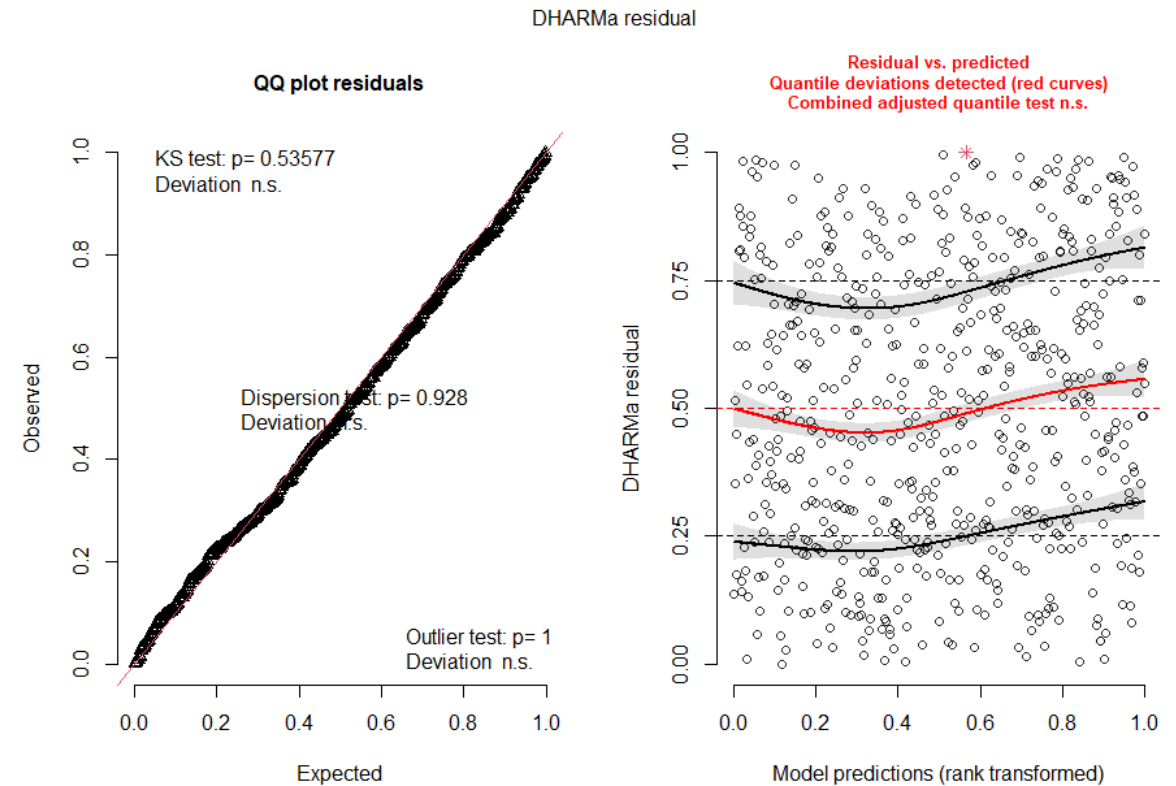 DHARMa residual
QQ plot residuals
KS test: p= 0.53577
Deviation n.s.
Dispersion test: p= 0.928
Deviation n.s.
Outlier test: p= 1
Deviation n.s.
Observed
0.0
0.2
0.4
0.6
0.8
1.0
0.0
0.2
0.4
0.6
0.8
1.0
Expected
Residual vs. predicted
Quantile deviations detected (red curves)
Combined adjusted quantile test n.s.
DHARMa residual
0.00
0.25
0.50
0.75
1.00
0.0
0.2
0.4
0.6
0.8
1.0
Model predictions (rank transformed)